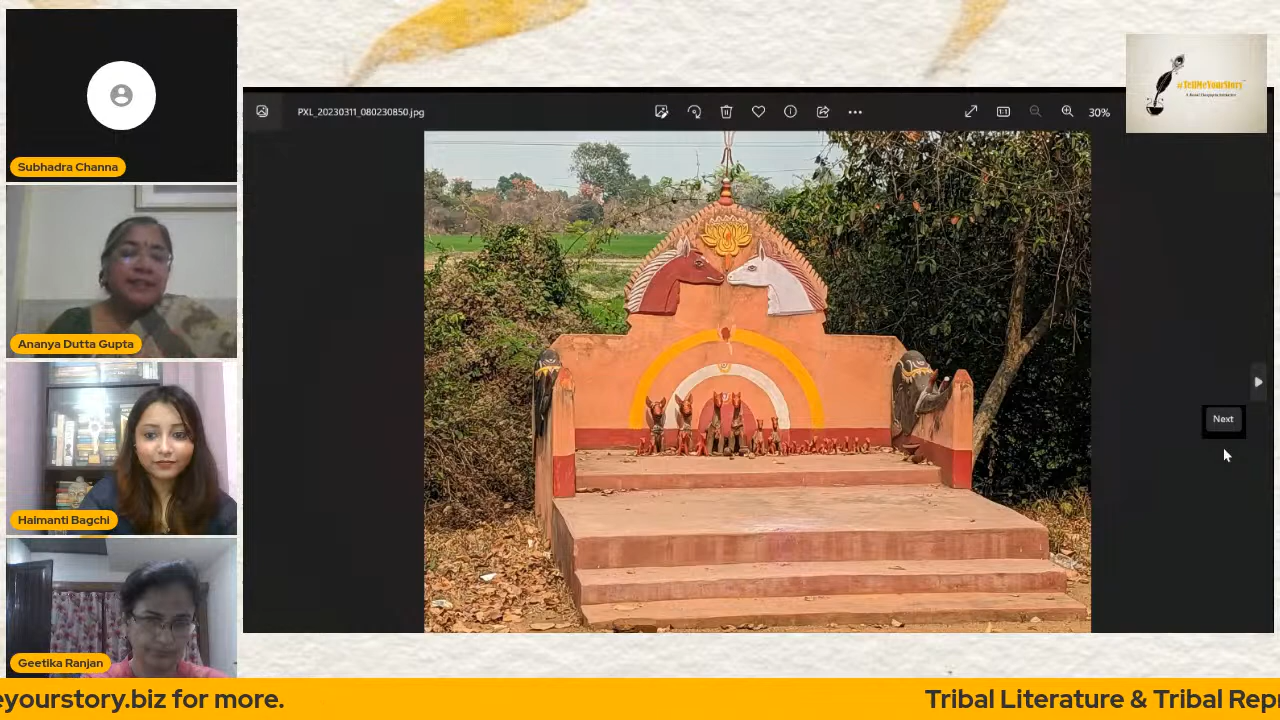 Subhadra Channa
Ananya Dutta Gupta
Haimanti Bagchi
Geetika Ranjan
PXL_20230311_080230850.jpg
30%
#TellMeYourStory
Next
eyourstory.biz for more.
Tribal Literature & Tribal Repr